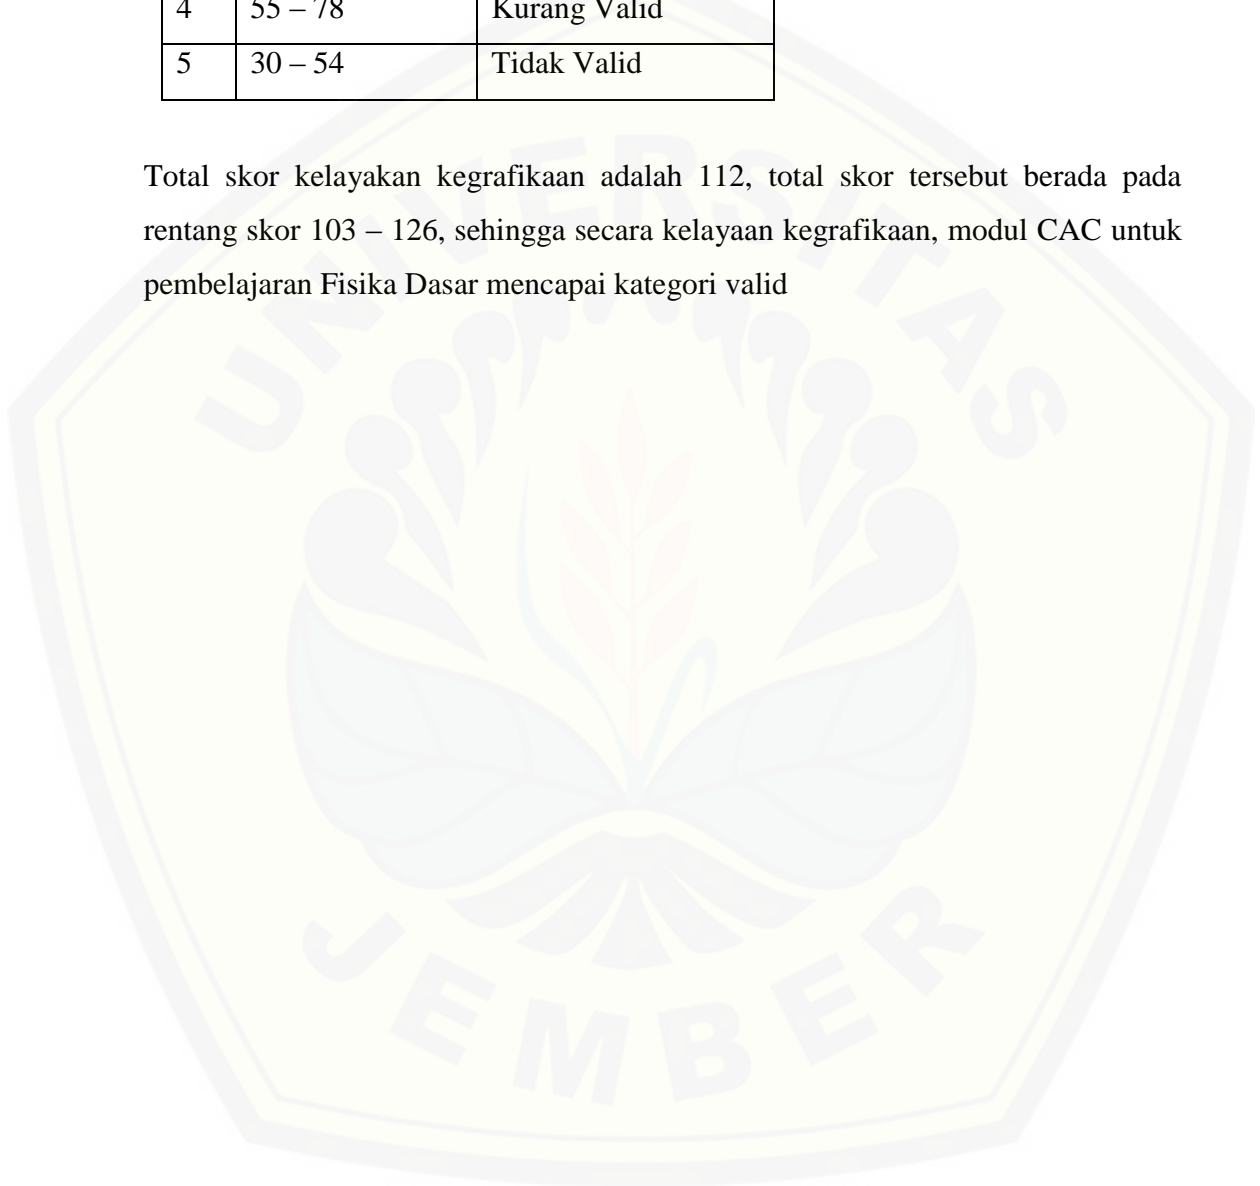 4 55 – 78 Kurang Valid
5 30 – 54 Tidak Valid
Total skor kelayakan kegrafikaan adalah 112, total skor tersebut berada pada
rentang skor 103 – 126, sehingga secara kelayaan kegrafikaan, modul CAC untuk
pembelajaran Fisika Dasar mencapai kategori valid
UNIVERSITAS
JEMBER